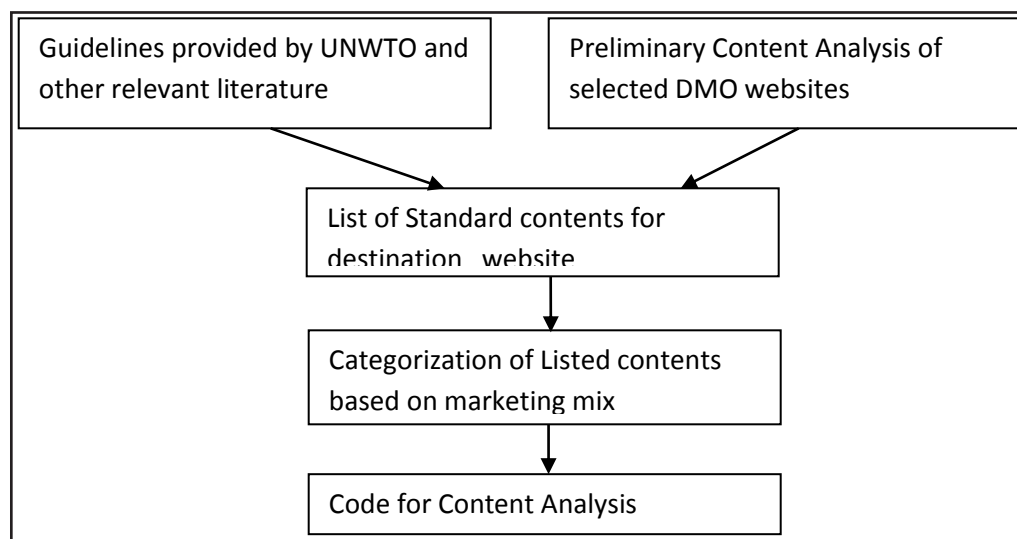 Guidelines provided by UNWTO and
other relevant literature
Preliminary Content Analysis of
selected DMO websites
List of Standard contents for
destination website
Categorization of Listed contents
based on marketing mix
Code for Content Analysis